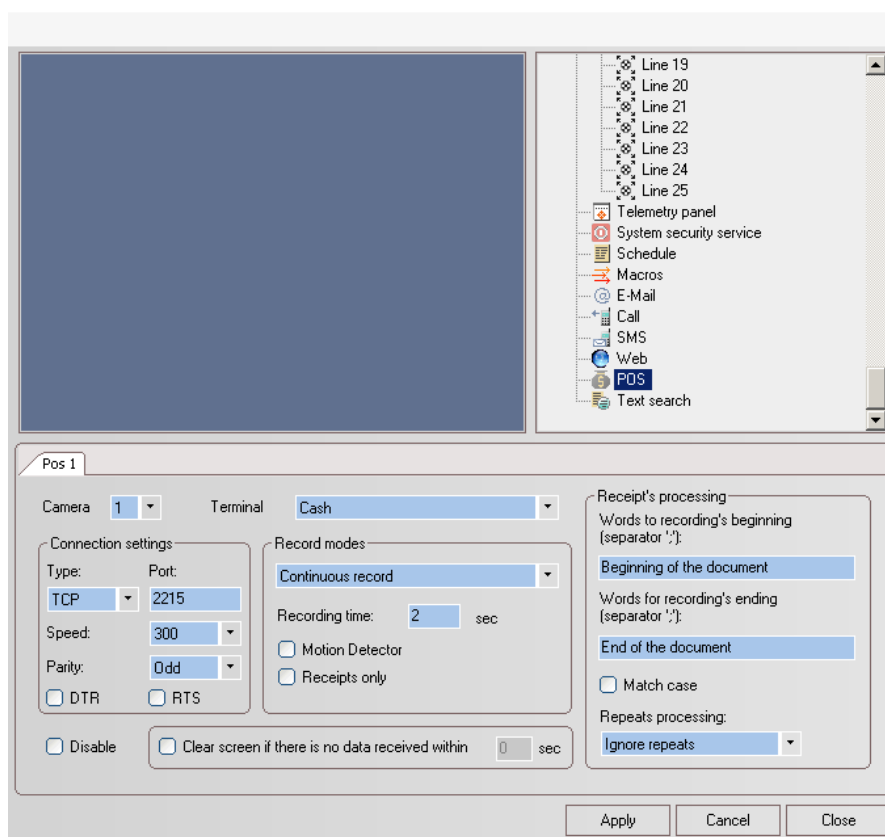 Line 19
Line 20
Line 21
Line 22
Line 23
Line 24
Line 25
Telemetry panel
System security service
Schedule
Macros
E-Mail
Call
SMS
Web
POS
Text search
Pos 1
Camera 1 Terminal Cash
Connection settings
Type: Port:
TCP 2215
Speed: 300
Parity: Odd
DTR RTS
Record modes
Continuous record
Recording time: 2 sec
Motion Detector
Receipts only
Disable
Clear screen if there is no data received within 0 sec
Receipt's processing
Words to recording's beginning
(separator ';'):
Beginning of the document
Words for recording's ending
(separator ';'):
End of the document
Match case
Repeats processing:
Ignore repeats
Apply Cancel Close